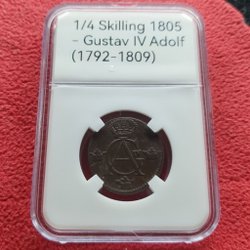 1/4 Skilling 1805
- Gustav IV Adolf
(1792-1809)